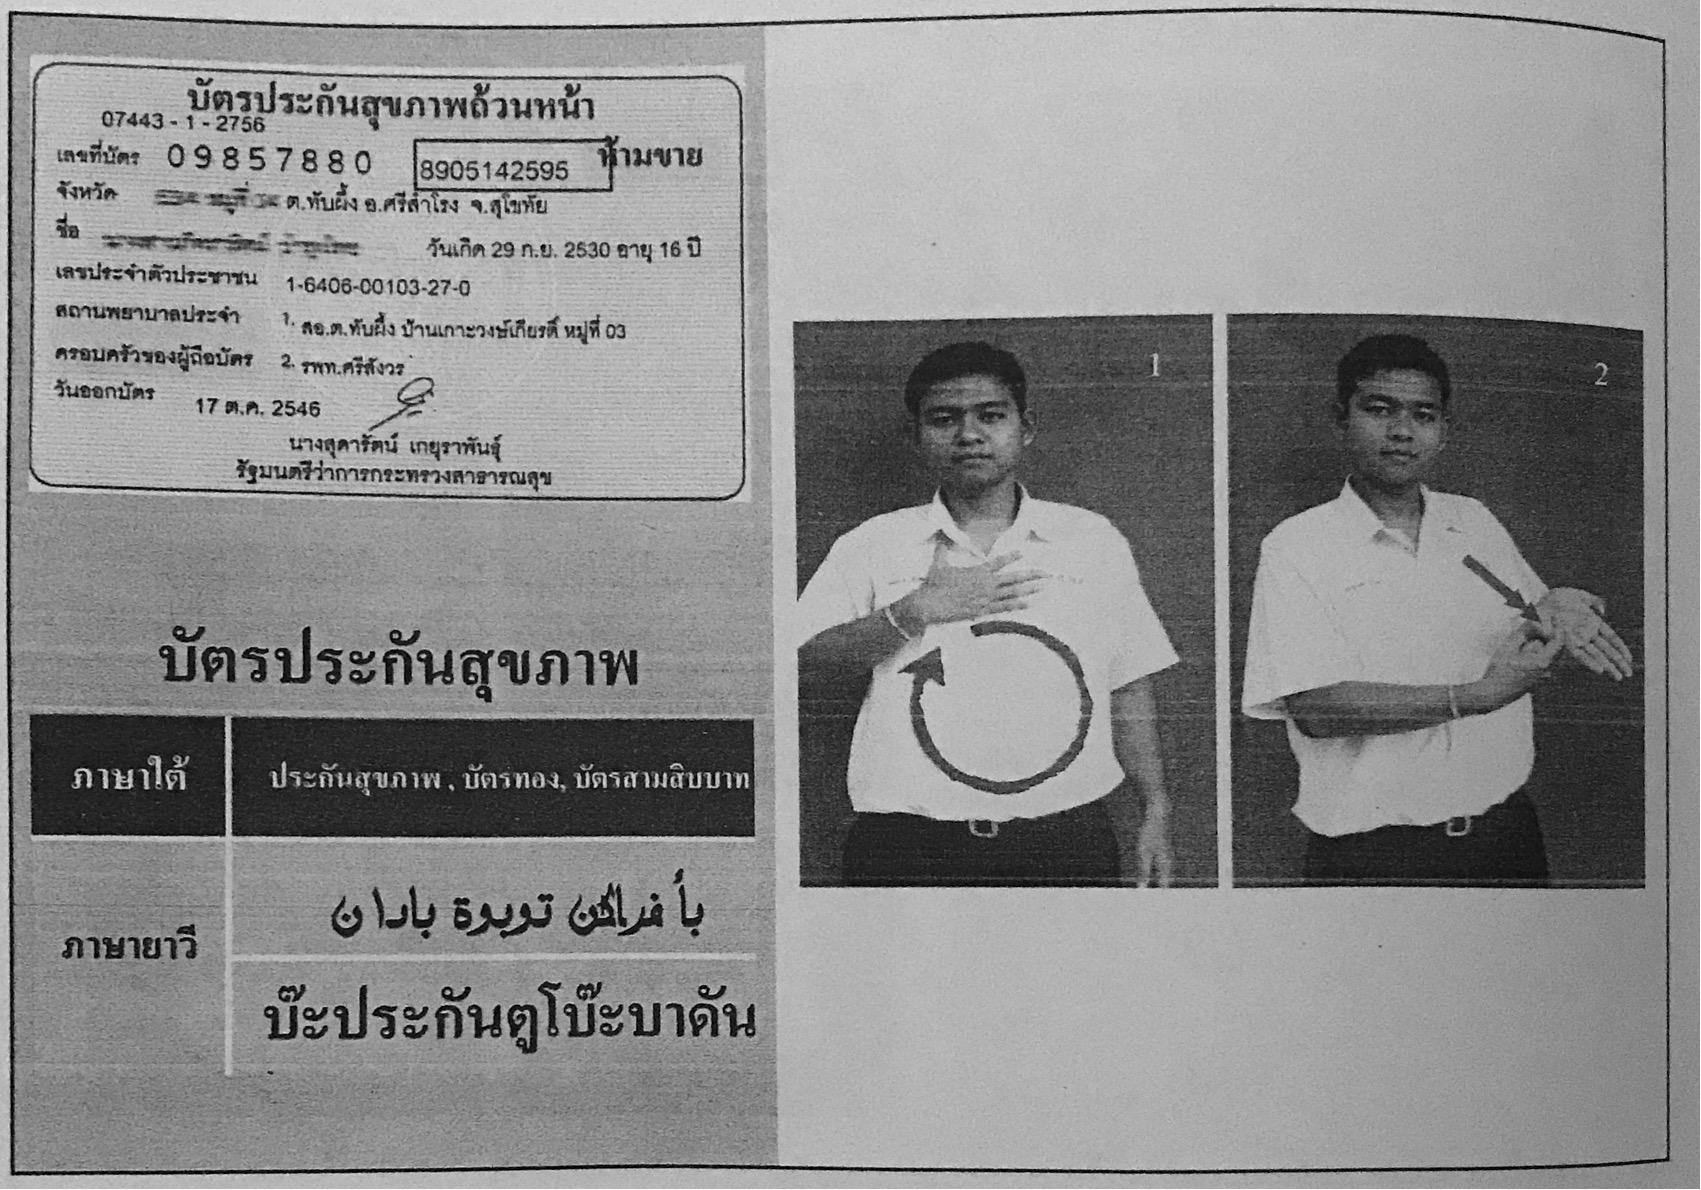 บัตรประกันสุขภาพถ้วนหน้า
07443 - 1 - 2756
เลขที่บัตร 09857880 8905142595 ห้ามขาย
จังหวัด ต.ทับผึ้ง อ.ศรีสำโรง จ.สุโขทัย
ชื่อ วันเกิด 29 ก.ย. 2530 อายุ 16 ปี
เลขประจำตัวประชาชน 1-6406-00103-27-0
สถานพยาบาลประจำ 1. สอ.ต.ทับผึ้ง บ้านเกาะวงษ์เกียรติ์ หมู่ที่ 03
ครอบครัวของผู้ถือบัตร 2. รพท.ศรีสังวร
วันออกบัตร 17 ต.ค. 2546
นางสุดารัตน์ เกยุราพันธุ์
รัฐมนตรีว่าการกระทรวงสาธารณสุข
บัตรประกันสุขภาพ
ภาษาใต้ ประกันสุขภาพ , บัตรทอง, บัตรสามสิบบาท
ภาษายาวี
توبوة بادان
บ๊ะประกันตูโบ๊ะบาดัน
1
2